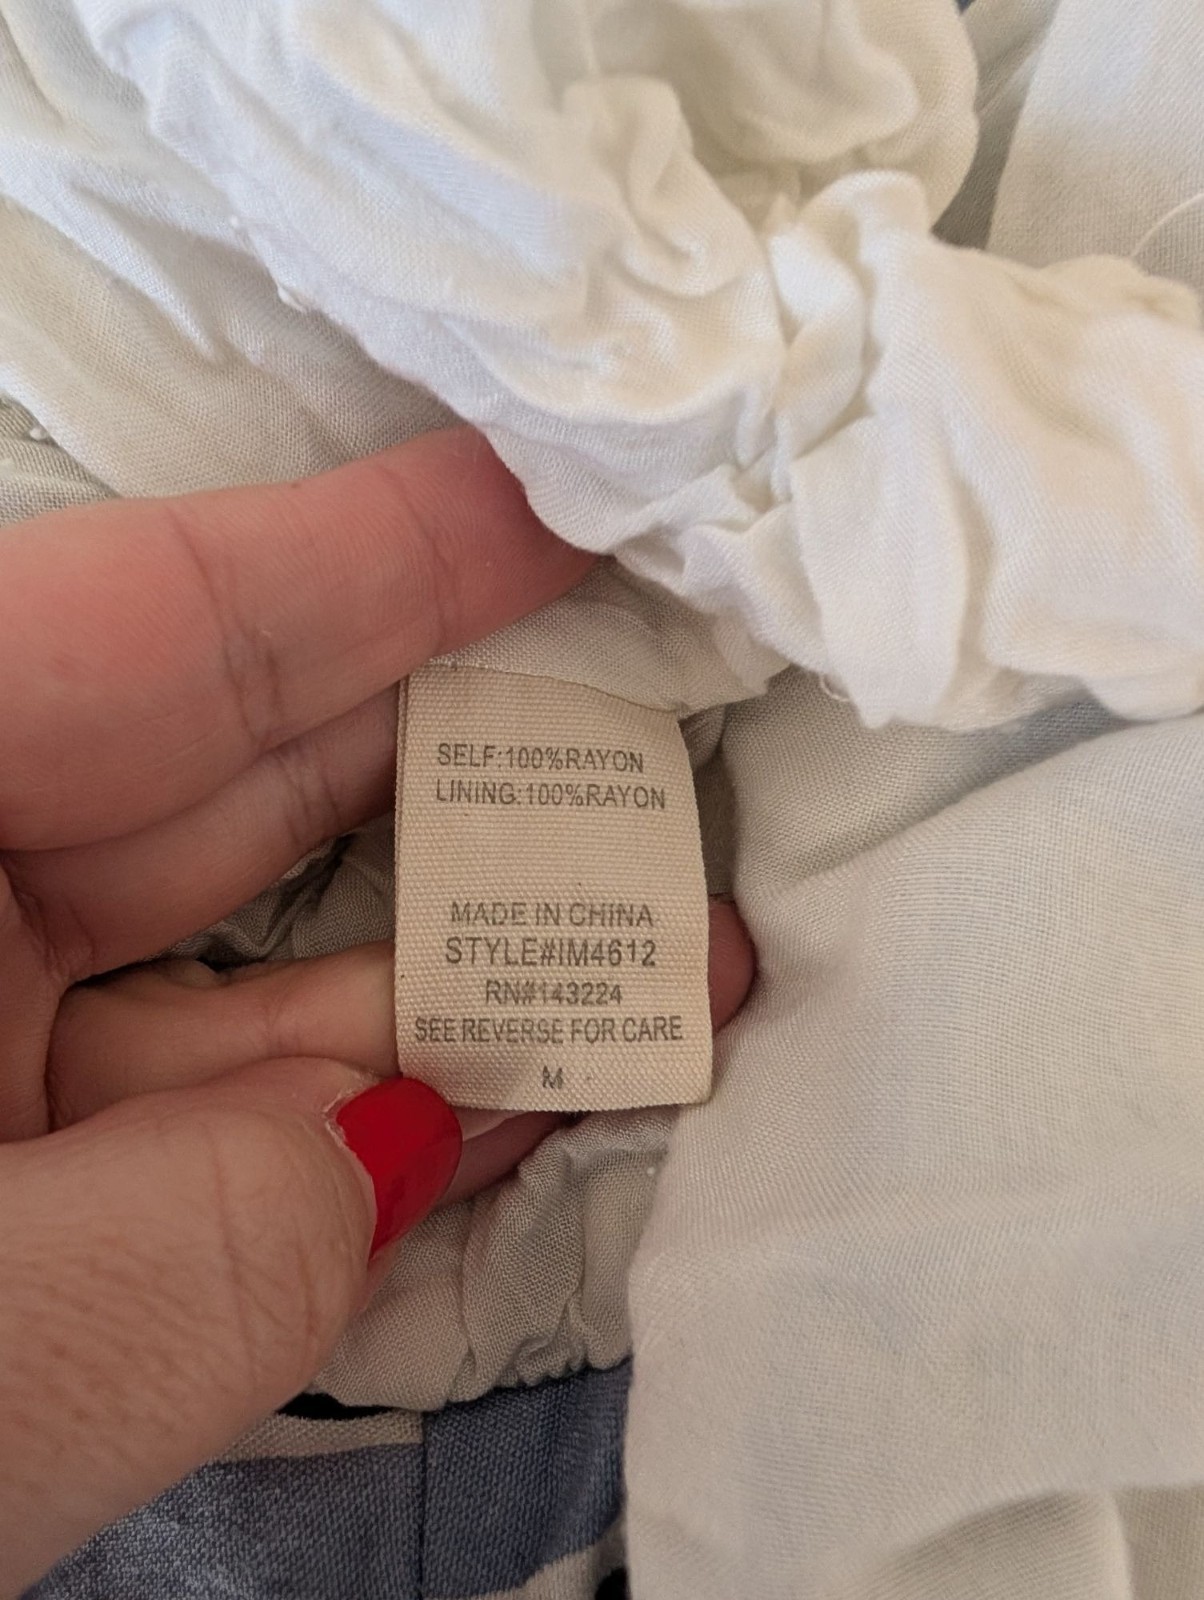 SELF:100%RAYON
LINING:100%RAYON
MADE IN CHINA
STYLE#IM4612
RN#143224
SEE REVERSE FOR CARE
M